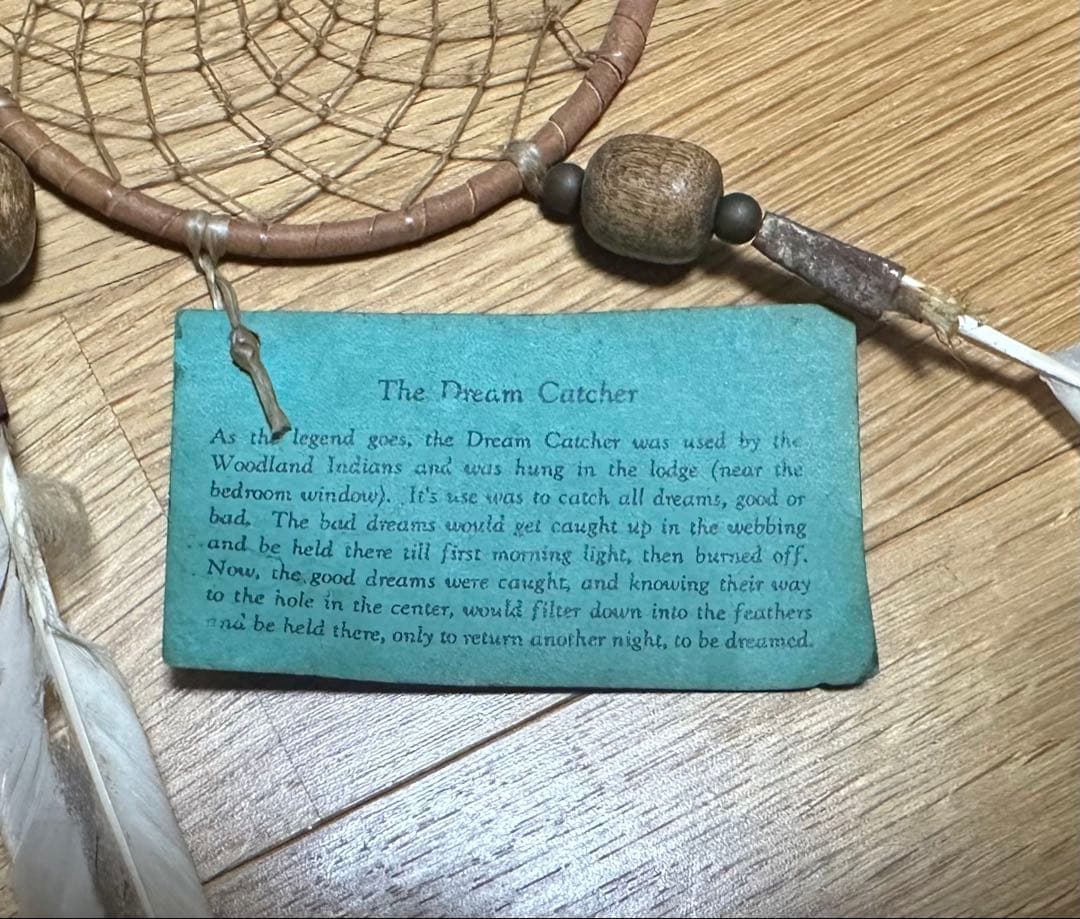 The Dream Catcher
As the legend goes, the Dream Catcher was used by the
Woodland Indians and was hung in the lodge (near the
bedroom window). It's use was to catch all dreams, good or
bad. The bad dreams would get caught up in the webbing
and be held there till first morning light, then burned off.
Now, the good dreams were caught, and knowing their way
to the hole in the center, would filter down into the feathers
and be held there, only to return another night, to be dreamed.